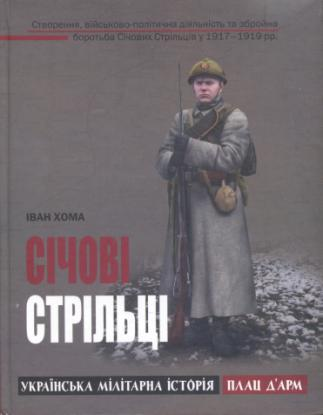 Створення, військово-політична діяльність та збройна
боротьба Січових Стрільців у 1917–1919 рр.
ІВАН ХОМА
СІЧОВІ
СТРІЛЬЦІ
УКРАЇНСЬКА МІЛІТАРНА ІСТОРІЯ ПЛАЦ Д'АРМ